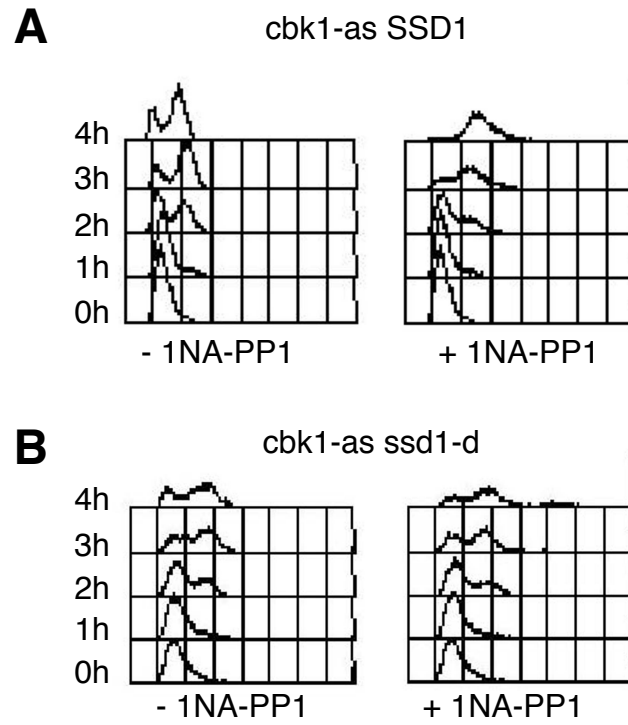 A
cbk1-as SSD1
4h
3h
2h
1h
0h
- 1NA-PP1
+ 1NA-PP1
B
cbk1-as ssd1-d
4h
3h
2h
1h
0h
- 1NA-PP1
+ 1NA-PP1